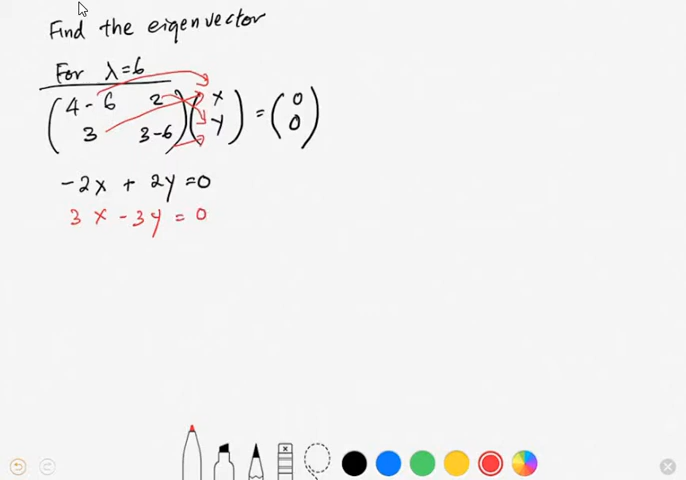 Find the eigenvector
For λ=6
(4-6 2) (x) = (0)
(3 3-6) (y) (0)
-2x + 2y = 0
3x - 3y = 0